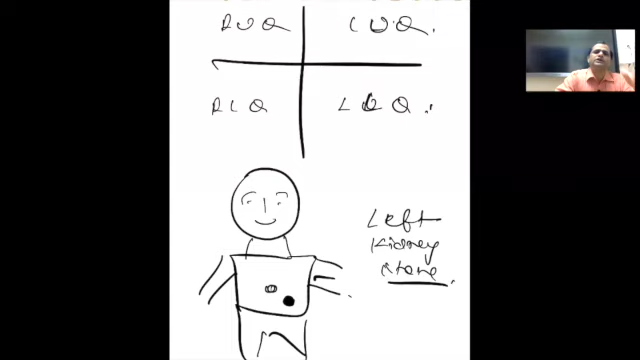 RUQ
LUQ.
RLQ
LLQ..
Left
Kidney
stone.